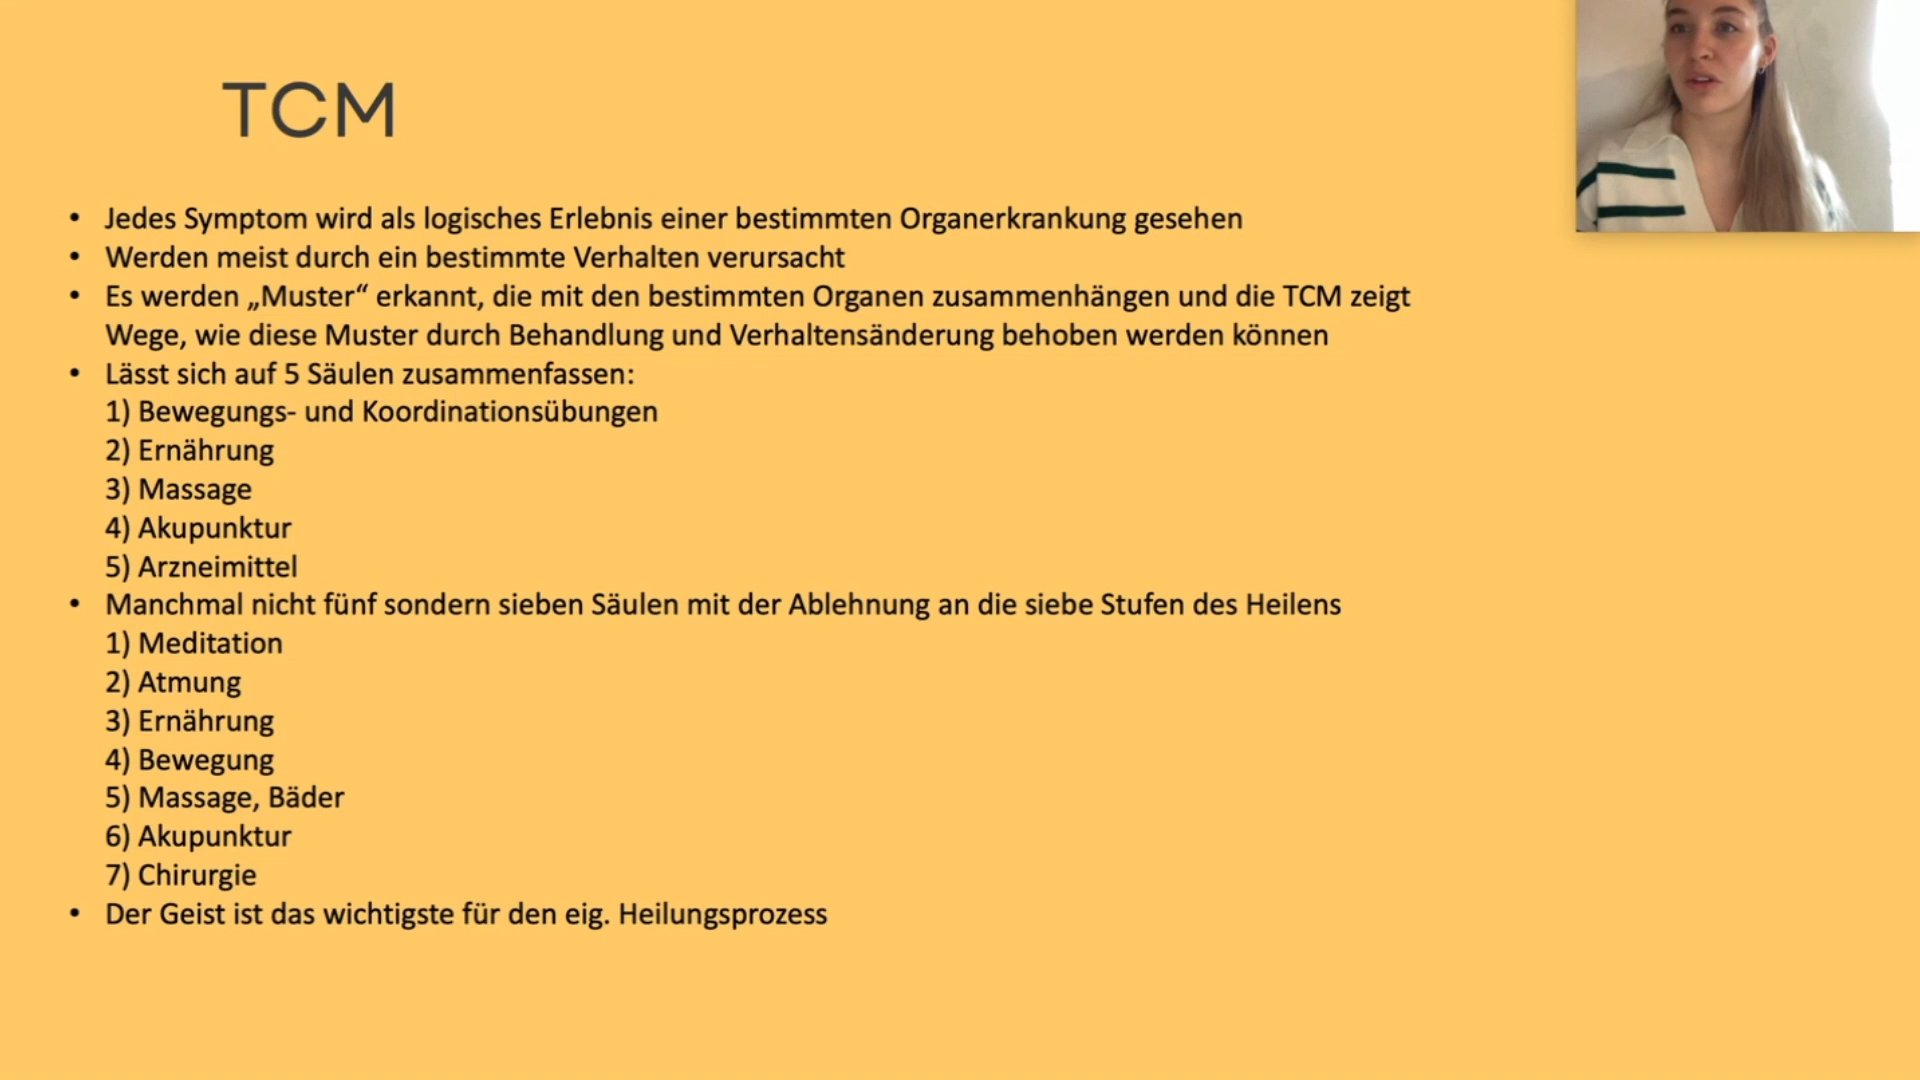 TCM
• Jedes Symptom wird als logisches Erlebnis einer bestimmten Organerkrankung gesehen
• Werden meist durch ein bestimmte Verhalten verursacht
• Es werden „Muster“ erkannt, die mit den bestimmten Organen zusammenhängen und die TCM zeigt
Wege, wie diese Muster durch Behandlung und Verhaltensänderung behoben werden können
• Lässt sich auf 5 Säulen zusammenfassen:
1) Bewegungs- und Koordinationsübungen
2) Ernährung
3) Massage
4) Akupunktur
5) Arzneimittel
• Manchmal nicht fünf sondern sieben Säulen mit der Ablehnung an die siebe Stufen des Heilens
1) Meditation
2) Atmung
3) Ernährung
4) Bewegung
5) Massage, Bäder
6) Akupunktur
7) Chirurgie
• Der Geist ist das wichtigste für den eig. Heilungsprozess